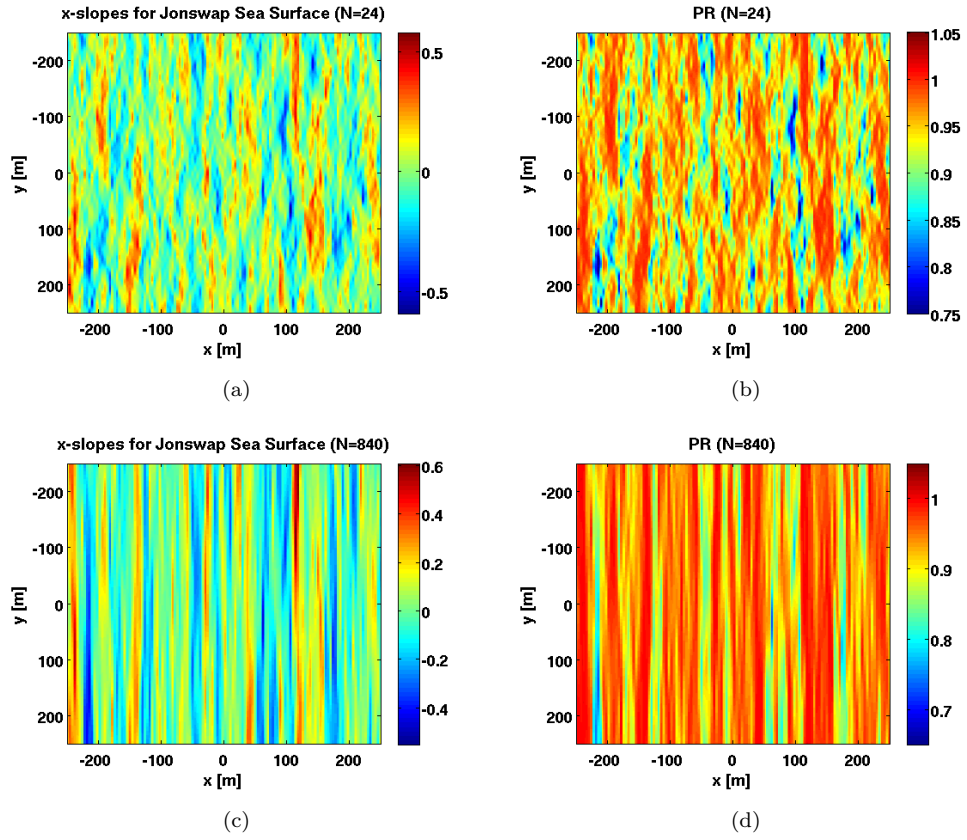 x-slopes for Jonswap Sea Surface (N=24)
-200
-100
0
100
200
y [m]
-200 -100 0 100 200
x [m]
0.5
0
-0.5
(a)
PR (N=24)
-200
-100
0
100
200
y [m]
-200 -100 0 100 200
x [m]
1.05
1
0.95
0.9
0.85
0.8
0.75
(b)
x-slopes for Jonswap Sea Surface (N=840)
-200
-100
0
100
200
y [m]
-200 -100 0 100 200
x [m]
0.6
0.4
0.2
0
-0.2
-0.4
(c)
PR (N=840)
-200
-100
0
100
200
y [m]
-200 -100 0 100 200
x [m]
1
0.9
0.8
0.7
(d)